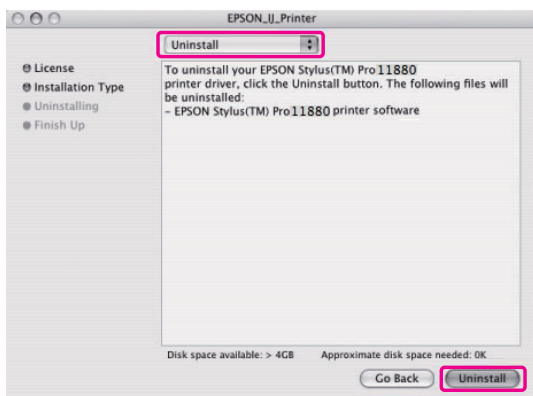 EPSON_IJ_Printer
Uninstall
License
Installation Type
Uninstalling
Finish Up
To uninstall your EPSON Stylus(TM) Pro 11880
printer driver, click the Uninstall button. The following files will
be uninstalled:
– EPSON Stylus(TM) Pro 11880 printer software
Disk space available: > 4GB Approximate disk space needed: 0K
Go Back Uninstall